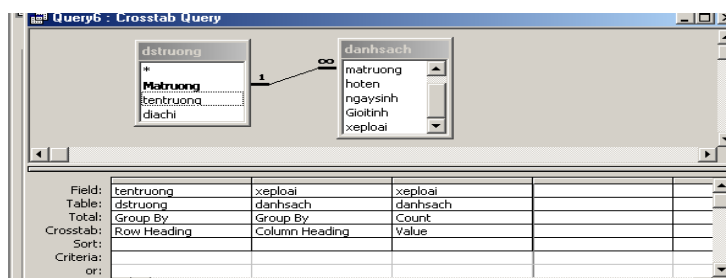 Query6 : Crosstab Query
dstruong
*
Matruong
tentruong
diachi
1
∞
danhsach
matruong
hoten
ngaysinh
Gioitinh
xeploai
Field: tentruong xeploai xeploai
Table: dstruong danhsach danhsach
Total: Group By Group By Count
Crosstab: Row Heading Column Heading Value
Sort:
Criteria:
or: